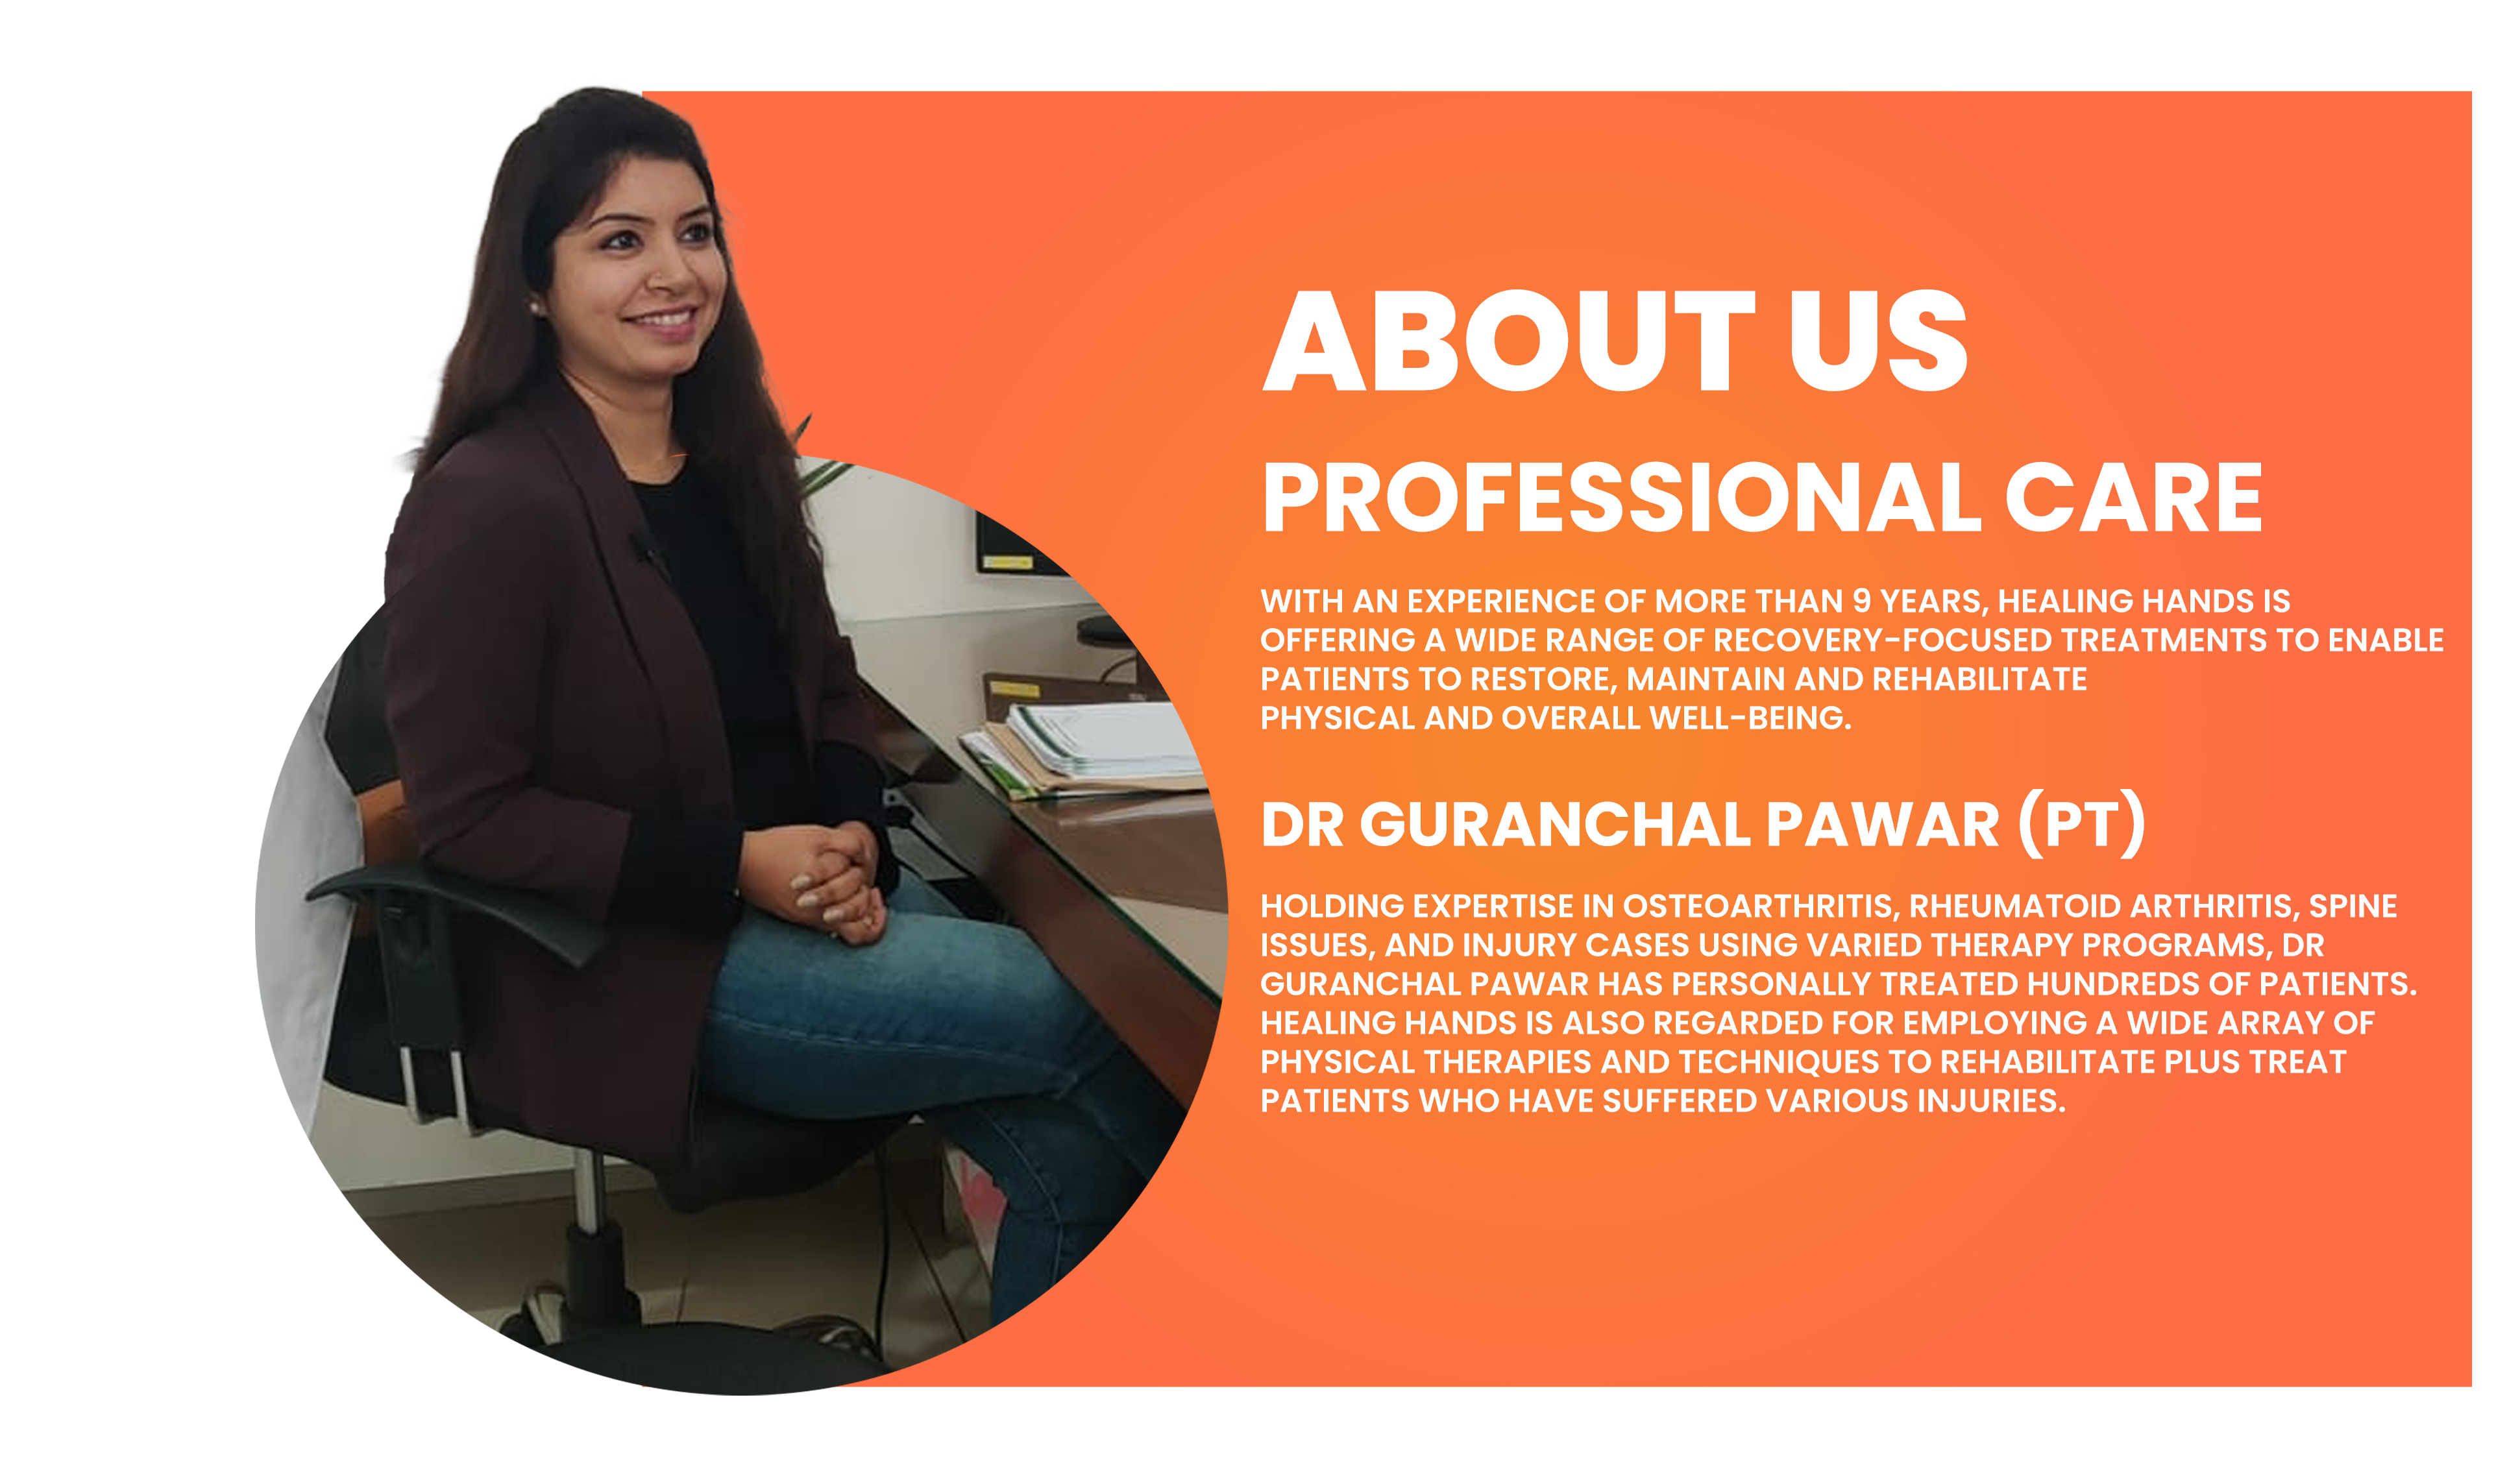 ABOUT US
PROFESSIONAL CARE
WITH AN EXPERIENCE OF MORE THAN 9 YEARS, HEALING HANDS IS
OFFERING A WIDE RANGE OF RECOVERY-FOCUSED TREATMENTS TO ENABLE
PATIENTS TO RESTORE, MAINTAIN AND REHABILITATE
PHYSICAL AND OVERALL WELL-BEING.
DR GURANCHAL PAWAR (PT)
HOLDING EXPERTISE IN OSTEOARTHRITIS, RHEUMATOID ARTHRITIS, SPINE
ISSUES, AND INJURY CASES USING VARIED THERAPY PROGRAMS, DR
GURANCHAL PAWAR HAS PERSONALLY TREATED HUNDREDS OF PATIENTS.
HEALING HANDS IS ALSO REGARDED FOR EMPLOYING A WIDE ARRAY OF
PHYSICAL THERAPIES AND TECHNIQUES TO REHABILITATE PLUS TREAT
PATIENTS WHO HAVE SUFFERED VARIOUS INJURIES.